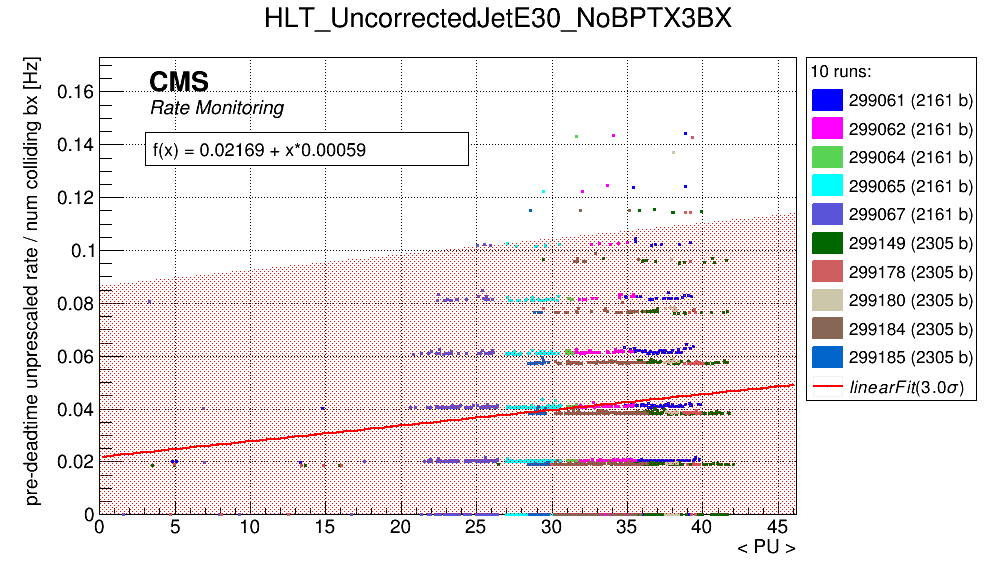 HLT_UncorrectedJetE30_NoBPTX3BX
pre-deadtime unprescaled rate / num colliding bx [Hz]
CMS
Rate Monitoring
f(x) = 0.02169 + x*0.00059
0.16
0.14
0.12
0.1
0.08
0.06
0.04
0.02
0
0 5 10 15 20 25 30 35 40 45
< PU >
10 runs:
299061 (2161 b)
299062 (2161 b)
299064 (2161 b)
299065 (2161 b)
299067 (2161 b)
299149 (2305 b)
299178 (2305 b)
299180 (2305 b)
299184 (2305 b)
299185 (2305 b)
linearFit(3.0σ)